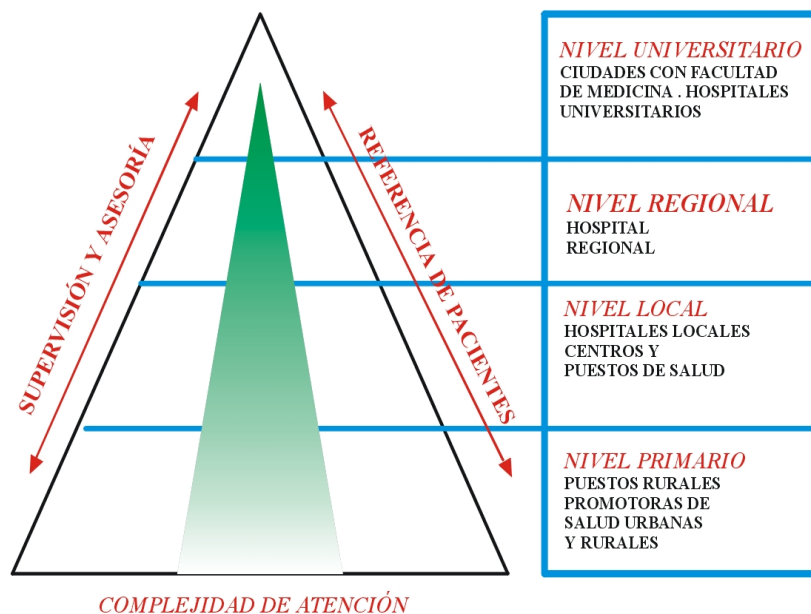 SUPERVISIÓN Y ASESORÍA
REFERENCIA DE PACIENTES
NIVEL UNIVERSITARIO
CIUDADES CON FACULTAD
DE MEDICINA . HOSPITALES
UNIVERSITARIOS
NIVEL REGIONAL
HOSPITAL
REGIONAL
NIVEL LOCAL
HOSPITALES LOCALES
CENTROS Y
PUESTOS DE SALUD
NIVEL PRIMARIO
PUESTOS RURALES
PROMOTORAS DE
SALUD URBANAS
Y RURALES
COMPLEJIDAD DE ATENCIÓN